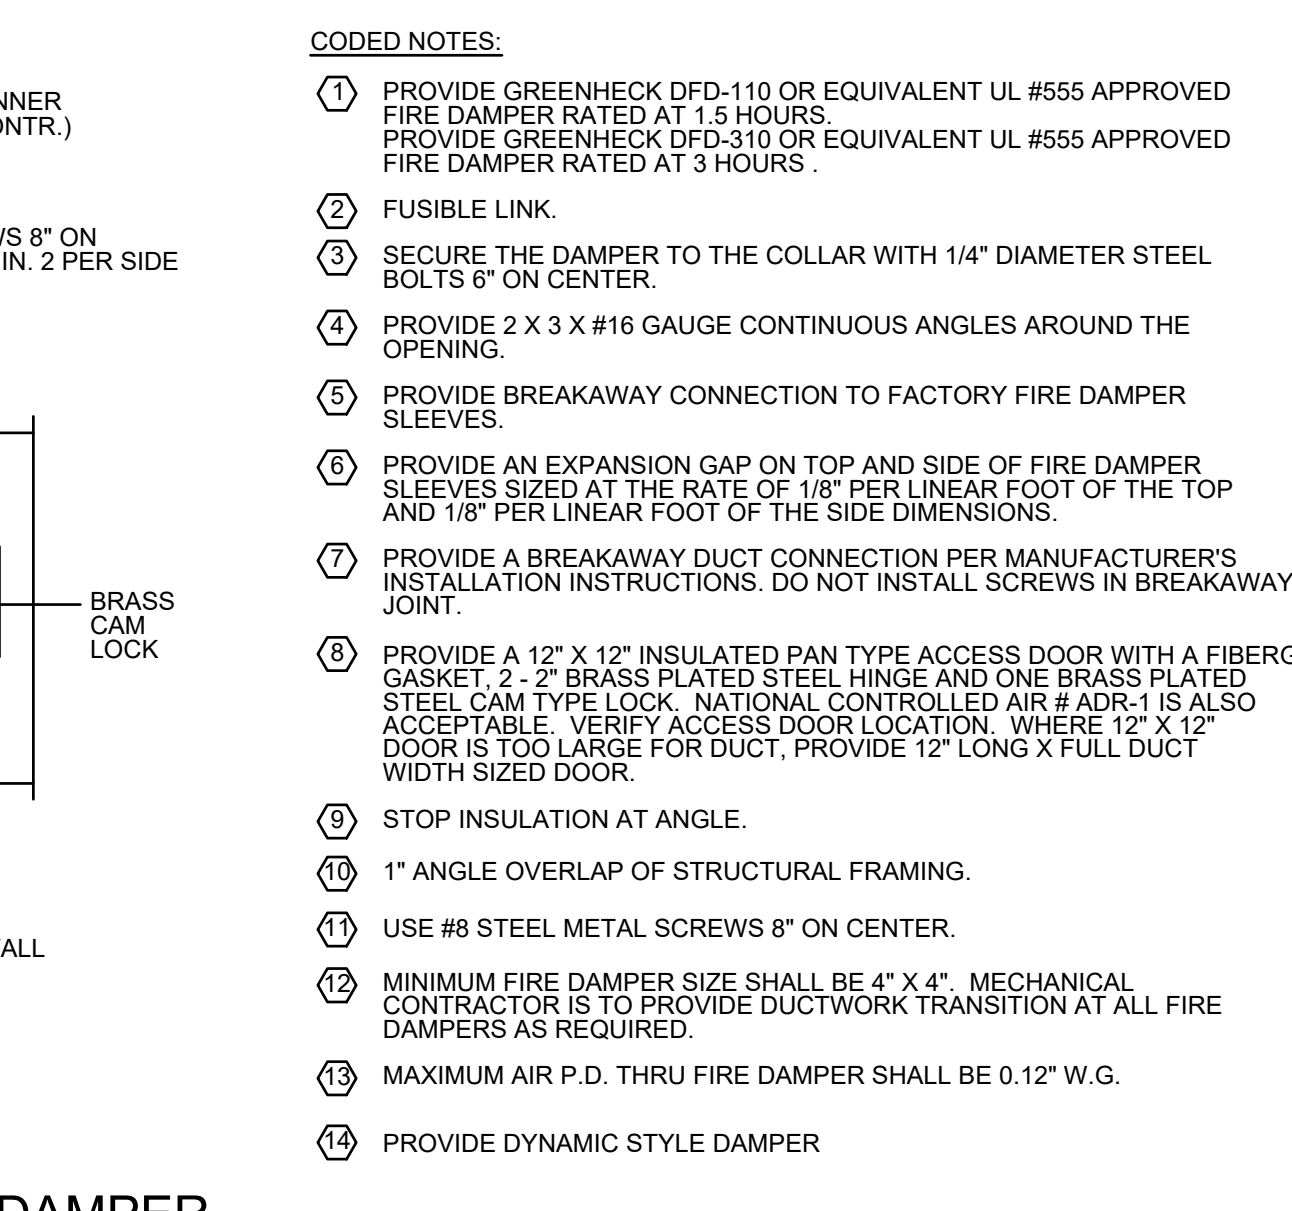 CODED NOTES:
1 PROVIDE GREENHECK DFD-110 OR EQUIVALENT UL #555 APPROVED
FIRE DAMPER RATED AT 1.5 HOURS.
PROVIDE GREENHECK DFD-310 OR EQUIVALENT UL #555 APPROVED
FIRE DAMPER RATED AT 3 HOURS .
2 FUSIBLE LINK.
3 SECURE THE DAMPER TO THE COLLAR WITH 1/4" DIAMETER STEEL
BOLTS 6" ON CENTER.
4 PROVIDE 2 X 3 X #16 GAUGE CONTINUOUS ANGLES AROUND THE
OPENING.
5 PROVIDE BREAKAWAY CONNECTION TO FACTORY FIRE DAMPER
SLEEVES.
6 PROVIDE AN EXPANSION GAP ON TOP AND SIDE OF FIRE DAMPER
SLEEVES SIZED AT THE RATE OF 1/8" PER LINEAR FOOT OF THE TOP
AND 1/8" PER LINEAR FOOT OF THE SIDE DIMENSIONS.
7 PROVIDE A BREAKAWAY DUCT CONNECTION PER MANUFACTURER'S
INSTALLATION INSTRUCTIONS. DO NOT INSTALL SCREWS IN BREAKAWAY
JOINT.
8 PROVIDE A 12" X 12" INSULATED PAN TYPE ACCESS DOOR WITH A FIBERG
GASKET, 2 - 2" BRASS PLATED STEEL HINGE AND ONE BRASS PLATED
STEEL CAM TYPE LOCK. NATIONAL CONTROLLED AIR # ADR-1 IS ALSO
ACCEPTABLE. VERIFY ACCESS DOOR LOCATION. WHERE 12" X 12"
DOOR IS TOO LARGE FOR DUCT, PROVIDE 12" LONG X FULL DUCT
WIDTH SIZED DOOR.
9 STOP INSULATION AT ANGLE.
10 1" ANGLE OVERLAP OF STRUCTURAL FRAMING.
11 USE #8 STEEL METAL SCREWS 8" ON CENTER.
12 MINIMUM FIRE DAMPER SIZE SHALL BE 4" X 4". MECHANICAL
CONTRACTOR IS TO PROVIDE DUCTWORK TRANSITION AT ALL FIRE
DAMPERS AS REQUIRED.
13 MAXIMUM AIR P.D. THRU FIRE DAMPER SHALL BE 0.12" W.G.
14 PROVIDE DYNAMIC STYLE DAMPER
NNER
ONTR.)
WS 8" ON
IN. 2 PER SIDE
BRASS
CAM
LOCK
ALL
DAMPER